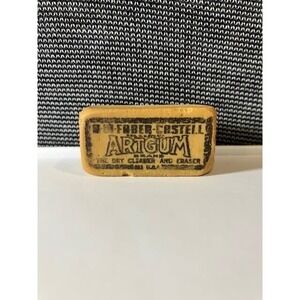 A.W.FABER-CASTELL
ARTGUM
THE DRY CLEANER AND ERASER